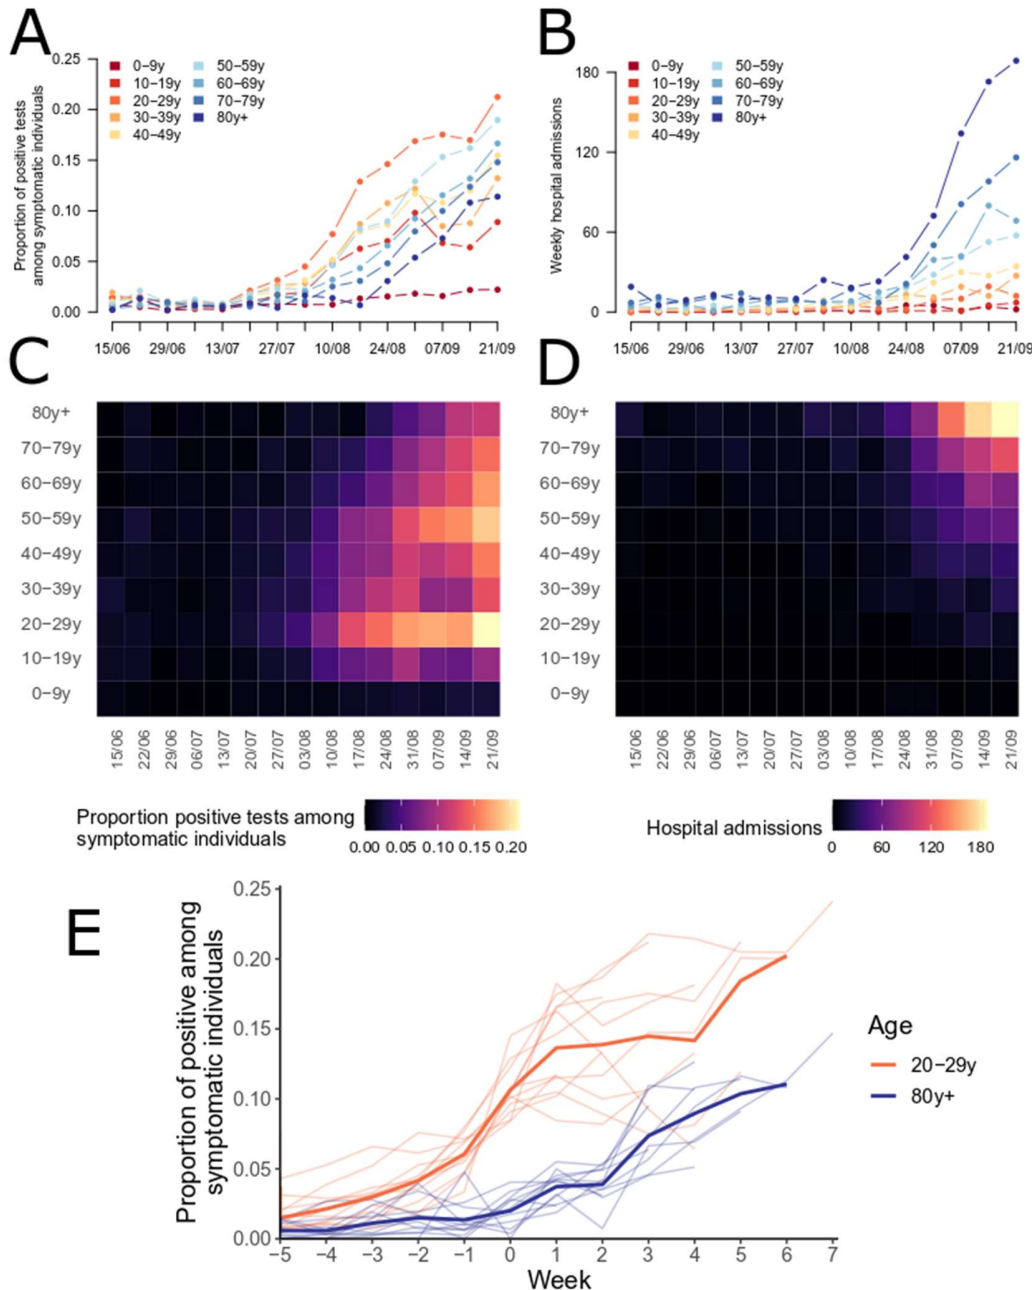 A
B
0.25
0.20
0.15
0.10
0.05
0.00
Proportion of positive tests
among symptomatic individuals
0−9y
10−19y
20−29y
30−39y
40−49y
50−59y
60−69y
70−79y
80y+
15/06 29/06 13/07 27/07 10/08 24/08 07/09 21/09
180
120
60
0
Weekly hospital admissions
0−9y
10−19y
20−29y
30−39y
40−49y
50−59y
60−69y
70−79y
80y+
15/06 29/06 13/07 27/07 10/08 24/08 07/09 21/09
C
D
80y+
70−79y
60−69y
50−59y
40−49y
30−39y
20−29y
10−19y
0−9y
15/06 22/06 29/06 06/07 13/07 20/07 27/07 03/08 10/08 17/08 24/08 31/08 07/09 14/09 21/09
Proportion positive tests among
symptomatic individuals
0.00 0.05 0.10 0.15 0.20
80y+
70−79y
60−69y
50−59y
40−49y
30−39y
20−29y
10−19y
0−9y
15/06 22/06 29/06 06/07 13/07 20/07 27/07 03/08 10/08 17/08 24/08 31/08 07/09 14/09 21/09
Hospital admissions
0 60 120 180
E
Proportion of positive among
symptomatic individuals
0.25
0.20
0.15
0.10
0.05
0.00
−5 −4 −3 −2 −1 0 1 2 3 4 5 6 7
Week
Age
20−29y
80y+